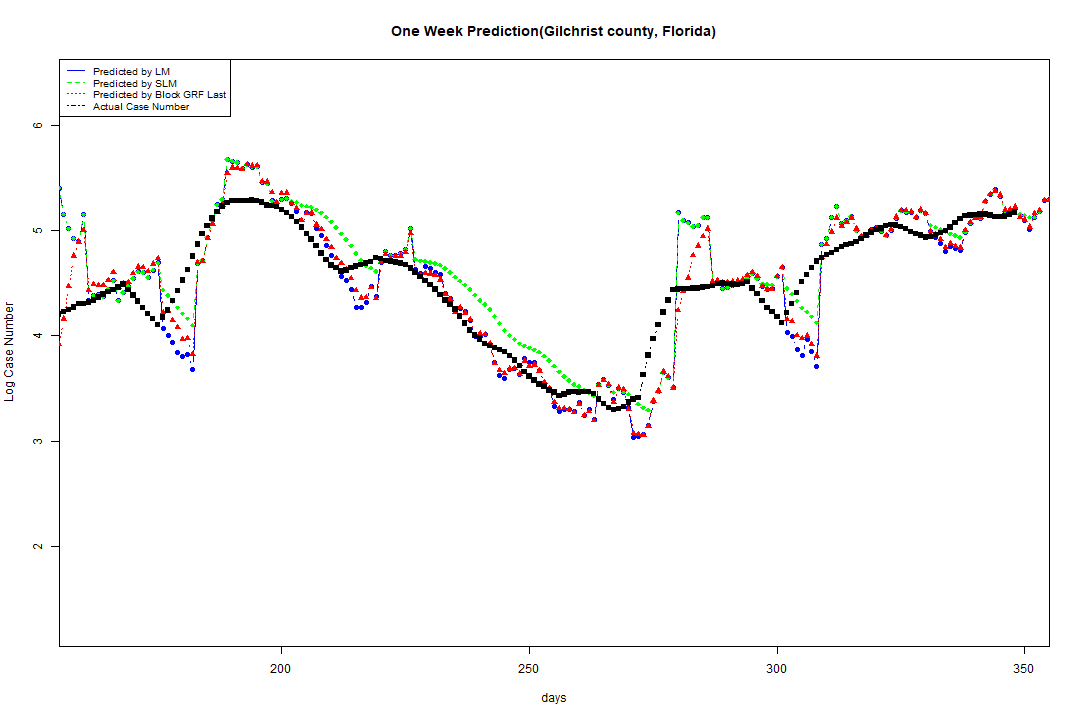 One Week Prediction(Gilchrist county, Florida)
Predicted by LM
Predicted by SLM
Predicted by Block GRF Last
Actual Case Number
Log Case Number
6
5
4
3
2
200
250
300
350
days